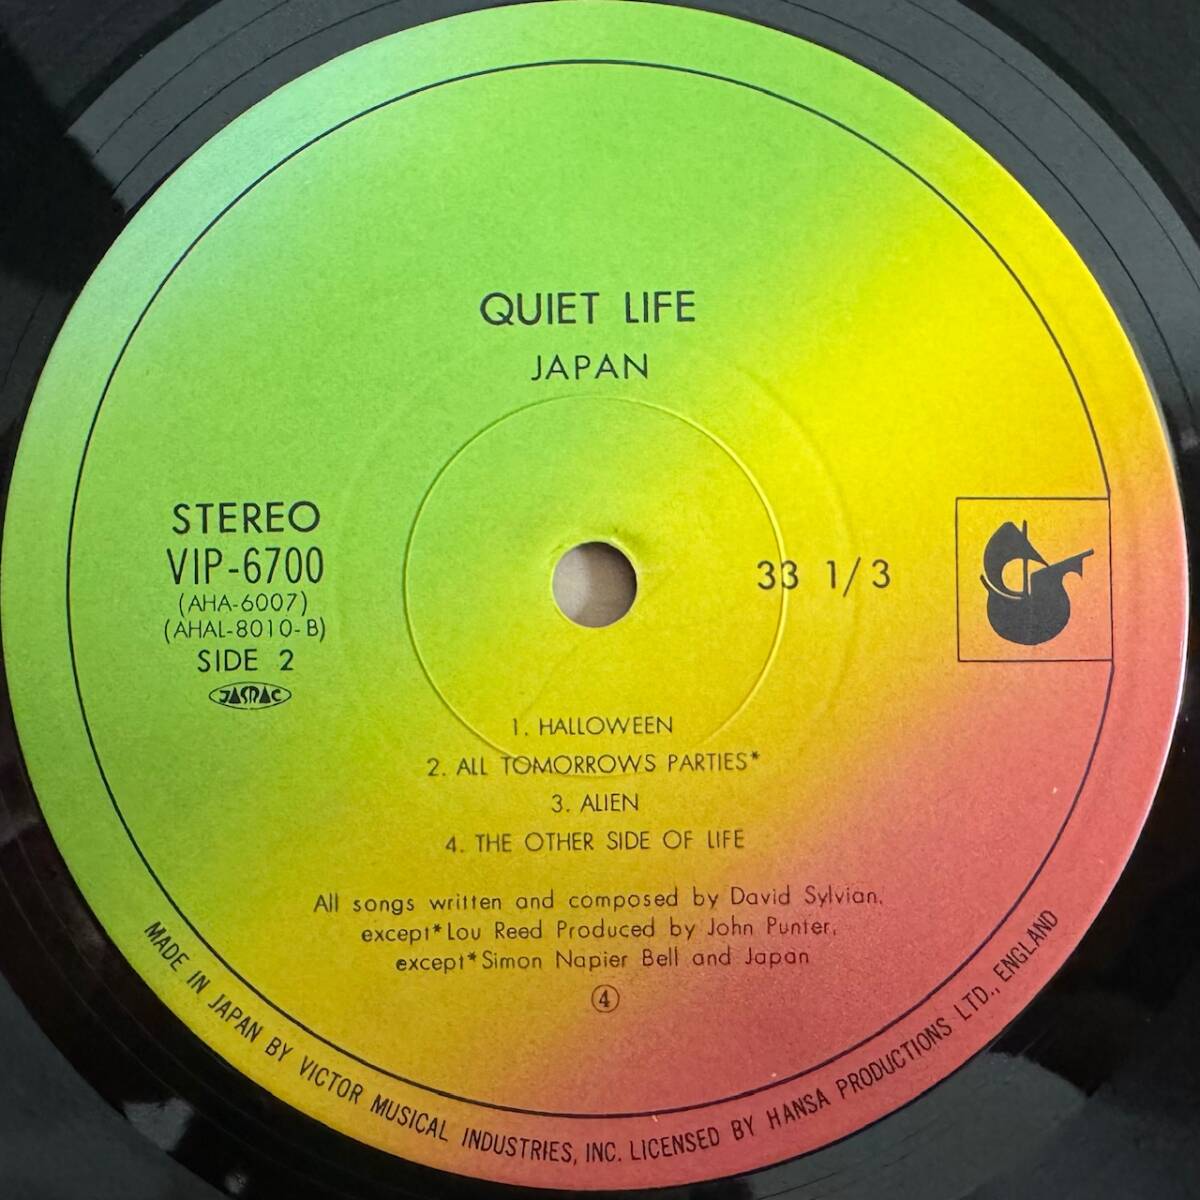 QUIET LIFE
JAPAN
STEREO
VIP-6700
(AHA-6007)
(AHAL-8010-B)
SIDE 2
JASRAC
33 1/3
1. HALLOWEEN
2. ALL TOMORROWS PARTIES*
3. ALIEN
4. THE OTHER SIDE OF LIFE
All songs written and composed by David Sylvian,
except*Lou Reed Produced by John Punter,
except*Simon Napier Bell and Japan
④
MADE IN JAPAN BY VICTOR MUSICAL INDUSTRIES, INC. LICENSED BY HANSA PRODUCTIONS LTD., ENGLAND